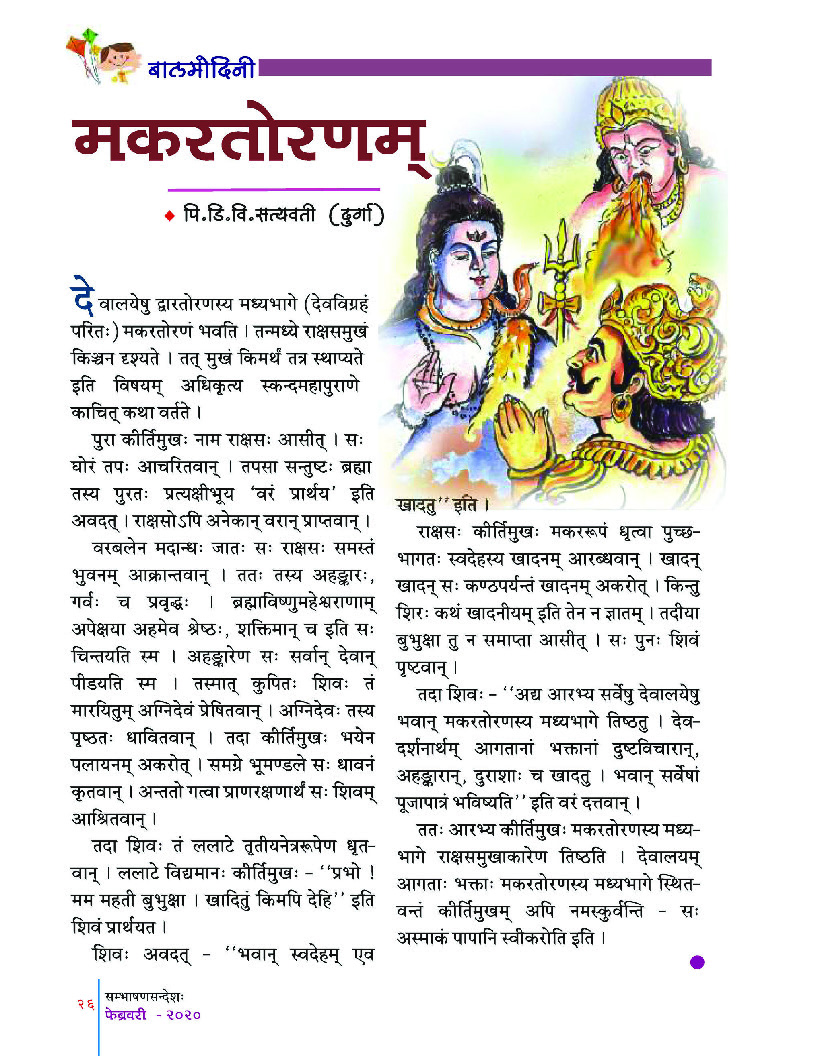 बालमोदिनी
मकरतोरणम्
♦ पि.डि.वि.सत्यवती (दुर्गा)
देवालयेषु द्वारतोरणस्य मध्यभागे (देवविग्रहं
परितः) मकरतोरणं भवति । तन्मध्ये राक्षसमुखं
किञ्चन दृश्यते । तत् मुखं किमर्थं तत्र स्थाप्यते
इति विषयम् अधिकृत्य स्कन्दमहापुराणे
काचित् कथा वर्तते ।
पुरा कीर्तिमुखः नाम राक्षसः आसीत् । सः
घोरं तपः आचरितवान् । तपसा सन्तुष्टः ब्रह्मा
तस्य पुरतः प्रत्यक्षीभूय ‘वरं प्रार्थय’ इति
अवदत् । राक्षसोऽपि अनेकान् वरान् प्राप्तवान् ।
वरबलेन मदान्धः जातः सः राक्षसः समस्तं
भुवनम् आक्रान्तवान् । ततः तस्य अहङ्कारः,
गर्वः च प्रवृद्धः । ब्रह्माविष्णुमहेश्वराणाम्
अपेक्षया अहमेव श्रेष्ठः, शक्तिमान् च इति सः
चिन्तयति स्म । अहङ्कारेण सः सर्वान् देवान्
पीडयति स्म । तस्मात् कुपितः शिवः तं
मारयितुम् अग्निदेवं प्रेषितवान् । अग्निदेवः तस्य
पृष्ठतः धावितवान् । तदा कीर्तिमुखः भयेन
पलायनम् अकरोत् । समग्रे भूमण्डले सः धावनं
कृतवान् । अन्ततो गत्वा प्राणरक्षणार्थं सः शिवम्
आश्रितवान् ।
तदा शिवः तं ललाटे तृतीयनेत्ररूपेण धृत-
वान् । ललाटे विद्यमानः कीर्तिमुखः – ‘‘प्रभो !
मम महती बुभुक्षा । खादितुं किमपि देहि’’ इति
शिवं प्रार्थयत ।
शिवः अवदत् – ‘‘भवान् स्वदेहम् एव
खादतु’’ इति ।
राक्षसः कीर्तिमुखः मकररूपं धृत्वा पुच्छ-
भागतः स्वदेहस्य खादनम् आरब्धवान् । खादन्
खादन् सः कण्ठपर्यन्तं खादनम् अकरोत् । किन्तु
शिरः कथं खादनीयम् इति तेन न ज्ञातम् । तदीया
बुभुक्षा तु न समाप्ता आसीत् । सः पुनः शिवं
पृष्टवान् ।
तदा शिवः – ‘‘अद्य आरभ्य सर्वेषु देवालयेषु
भवान् मकरतोरणस्य मध्यभागे तिष्ठतु । देव-
दर्शनार्थम् आगतानां भक्तानां दुष्टविचारान्,
अहङ्कारान्, दुराशाः च खादतु । भवान् सर्वेषां
पूजापात्रं भविष्यति’’ इति वरं दत्तवान् ।
ततः आरभ्य कीर्तिमुखः मकरतोरणस्य मध्य-
भागे राक्षसमुखाकारेण तिष्ठति । देवालयम्
आगताः भक्ताः मकरतोरणस्य मध्यभागे स्थित-
वन्तं कीर्तिमुखम् अपि नमस्कुर्वन्ति – सः
अस्माकं पापानि स्वीकरोति इति ।
२६
सम्भाषणसन्देशः
फेब्रवरी - २०२०